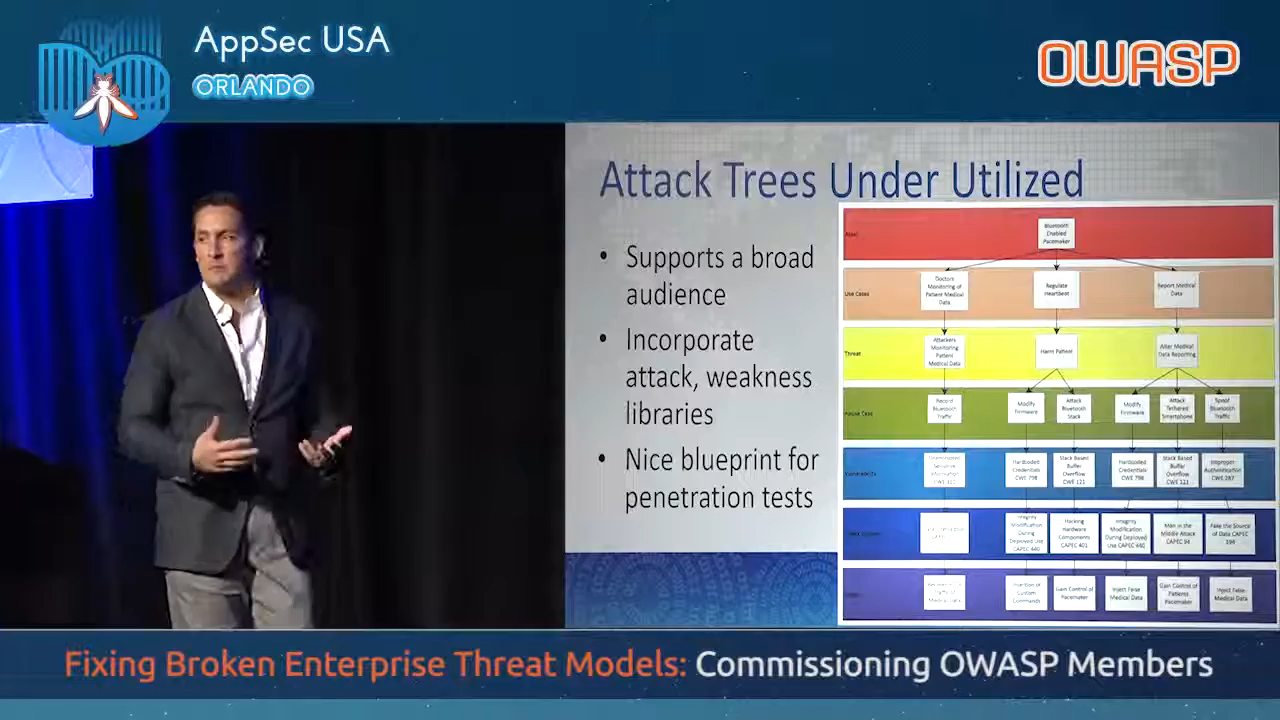 AppSec USA
ORLANDO
OWASP
Attack Trees Under Utilized
• Supports a broad
audience
• Incorporate
attack, weakness
libraries
• Nice blueprint for
penetration tests
Bluetooth
Enabled
Pacemaker
Use Cases
Doctors
Monitoring of
Patient Medical
Data
Regulate
Heartbeat
Report Medical
Data
Threat
Attackers
Monitoring
Patient
Medical Data
Harm Patient
Alter Medical
Data Reporting
Abuse Case
Record
Bluetooth
Traffic
Modify
Firmware
Attack
Bluetooth
Stack
Modify
Firmware
Attack
Tethered
Smartphone
Spoof
Bluetooth
Traffic
Vulnerability
Hardcoded
Credentials
CWE 798
Stack Based
Buffer
Overflow
CWE 121
Hardcoded
Credentials
CWE 798
Stack Based
Buffer
Overflow
CWE 121
Improper
Authentication
CWE 287
Integrity
Modification
During
Deployed Use
CAPEC 440
Hacking
Hardware
Components
CAPEC 401
Integrity
Modification
During Deployed
Use CAPEC 440
Man in the
Middle Attack
CAPEC 94
Fake the Source
of Data CAPEC
194
Insertion of
Custom
Commands
Gain Control of
Pacemaker
Inject False
Medical Data
Gain Control of
Patients
Pacemaker
Inject False
Medical Data
Fixing Broken Enterprise Threat Models: Commissioning OWASP Members